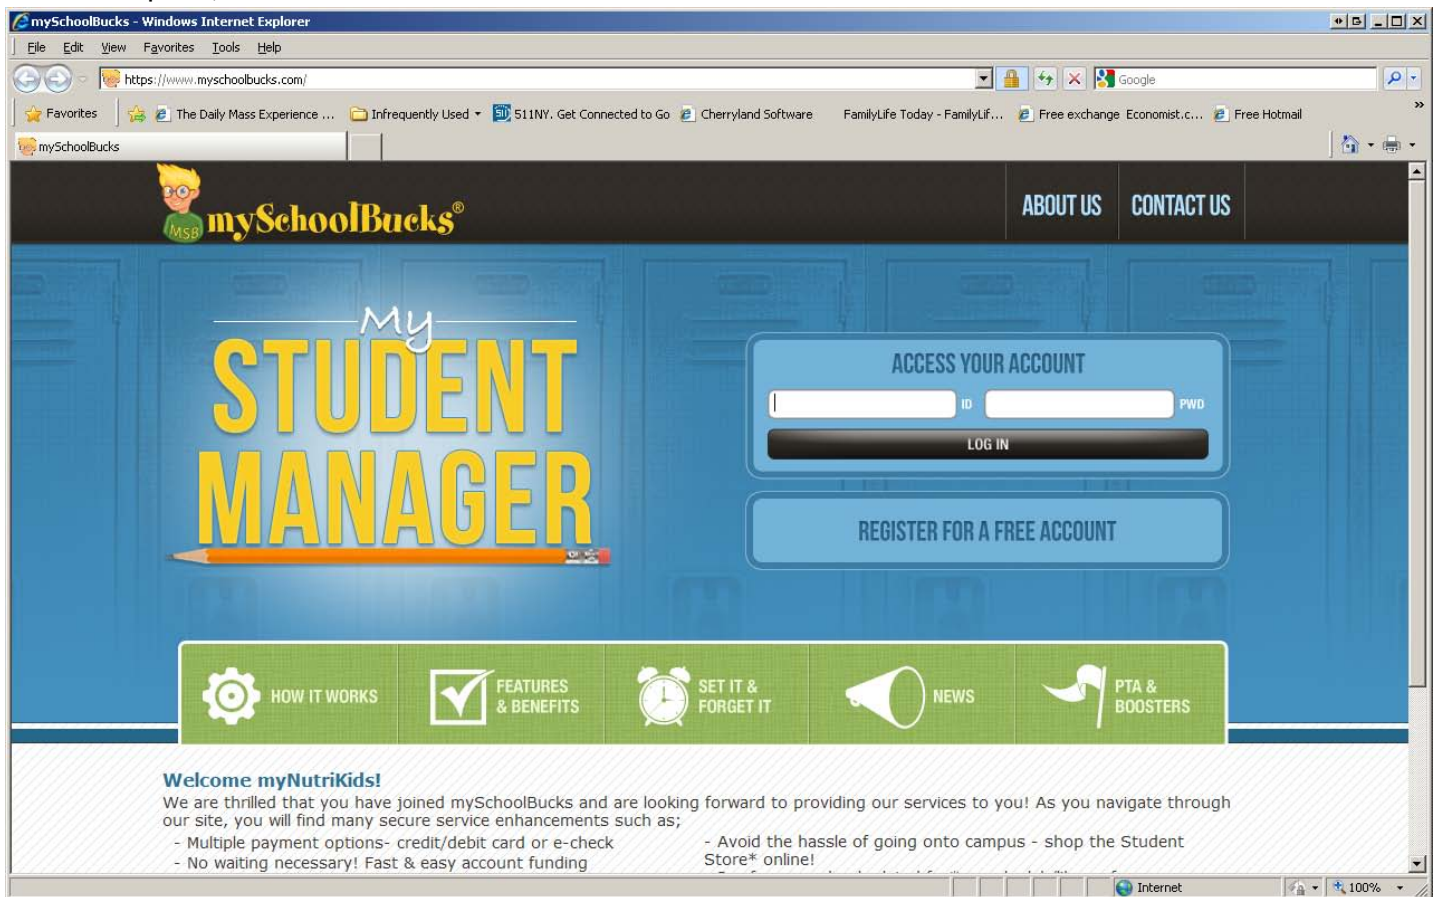 mySchoolBucks - Windows Internet Explorer
File Edit View Favorites Tools Help
https://www.myschoolbucks.com/
Google
Favorites The Daily Mass Experience ... Infrequently Used 511NY. Get Connected to Go Cherryland Software FamilyLife Today - FamilyLif... Free exchange Economist.c... Free Hotmail »
mySchoolBucks
MSB mySchoolBucks®
ABOUT US CONTACT US
My
STUDENT
MANAGER
ACCESS YOUR ACCOUNT
ID PWD
LOG IN
REGISTER FOR A FREE ACCOUNT
HOW IT WORKS
FEATURES
& BENEFITS
SET IT &
FORGET IT
NEWS
PTA &
BOOSTERS
Welcome myNutriKids!
We are thrilled that you have joined mySchoolBucks and are looking forward to providing our services to you! As you navigate through
our site, you will find many secure service enhancements such as;
- Multiple payment options- credit/debit card or e-check
- No waiting necessary! Fast & easy account funding
- Avoid the hassle of going onto campus - shop the Student
Store* online!
Internet 100%